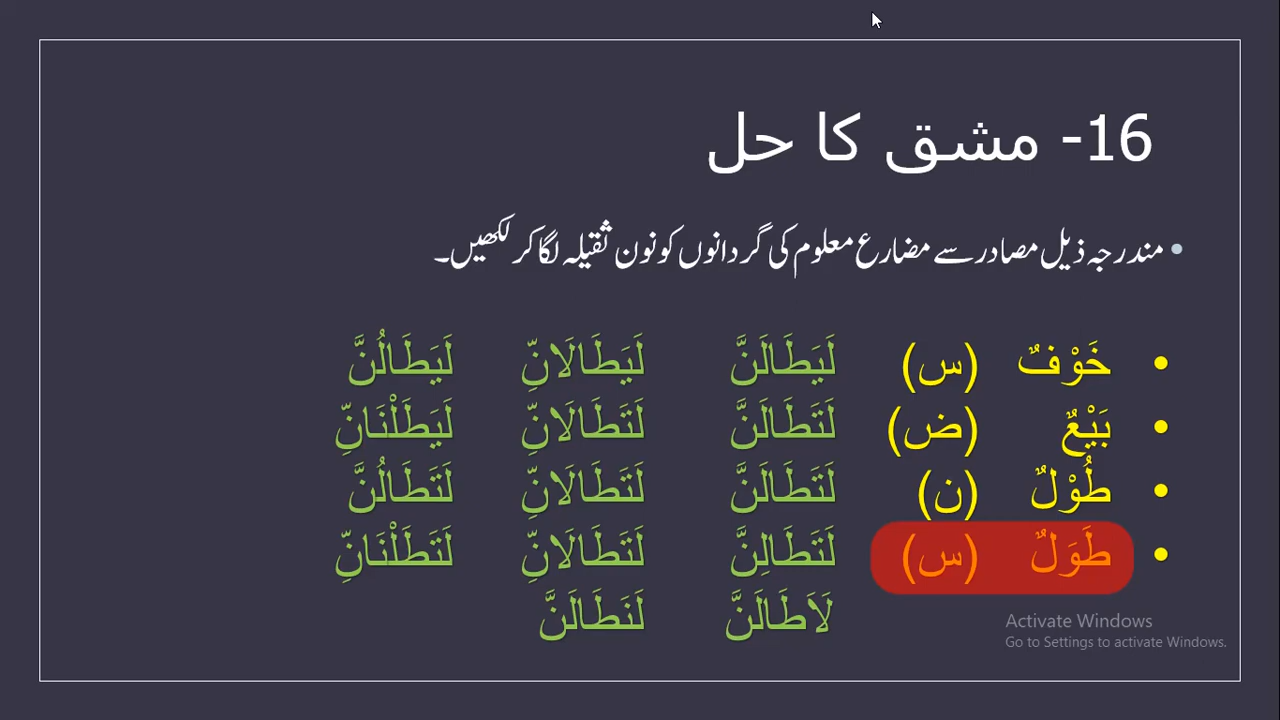 16- مشق کا حل
• مندرجہ ذیل مصادر سے مضارع معلوم کی گردانوں کو نون ثقیلہ لگا کر لکھیں۔
• خَوْفٌ (س) لَيَطَالَنَّ لَيَطَالَانِّ لَيَطَالُنَّ
• بَيْعٌ (ض) لَتَطَالَنَّ لَتَطَالَانِّ لَيَطَلْنَانِّ
• طُوْلٌ (ن) لَتَطَالَنَّ لَتَطَالَانِّ لَتَطَالُنَّ
• طَوَلٌ (س) لَتَطَالِنَّ لَتَطَالَانِّ لَتَطَلْنَانِّ
لَاَطَالَنَّ لَنَطَالَنَّ
Activate Windows
Go to Settings to activate Windows.